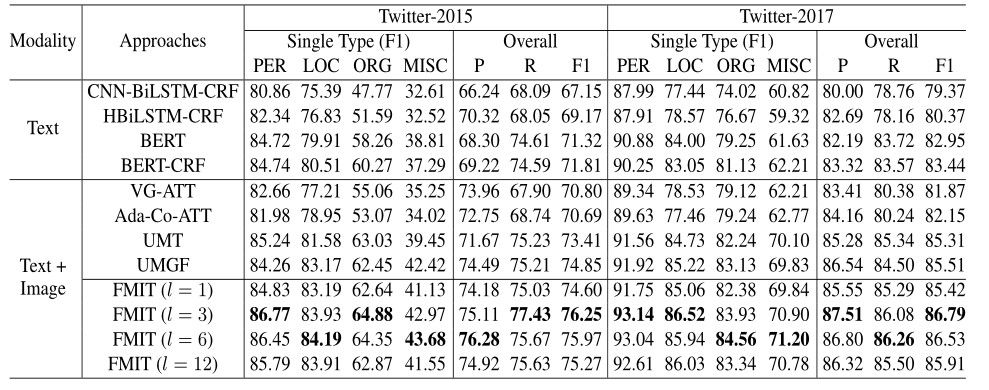 Twitter-2015 Twitter-2017
Modality Approaches Single Type (F1) Overall Single Type (F1) Overall
PER LOC ORG MISC P R F1 PER LOC ORG MISC P R F1
CNN-BiLSTM-CRF 80.86 75.39 47.77 32.61 66.24 68.09 67.15 87.99 77.44 74.02 60.82 80.00 78.76 79.37
Text HBiLSTM-CRF 82.34 76.83 51.59 32.52 70.32 68.05 69.17 87.91 78.57 76.67 59.32 82.69 78.16 80.37
BERT 84.72 79.91 58.26 38.81 68.30 74.61 71.32 90.88 84.00 79.25 61.63 82.19 83.72 82.95
BERT-CRF 84.74 80.51 60.27 37.29 69.22 74.59 71.81 90.25 83.05 81.13 62.21 83.32 83.57 83.44
VG-ATT 82.66 77.21 55.06 35.25 73.96 67.90 70.80 89.34 78.53 79.12 62.21 83.41 80.38 81.87
Ada-Co-ATT 81.98 78.95 53.07 34.02 72.75 68.74 70.69 89.63 77.46 79.24 62.77 84.16 80.24 82.15
UMT 85.24 81.58 63.03 39.45 71.67 75.23 73.41 91.56 84.73 82.24 70.10 85.28 85.34 85.31
Text + Image UMGF 84.26 83.17 62.45 42.42 74.49 75.21 74.85 91.92 85.22 83.13 69.83 86.54 84.50 85.51
FMIT (l = 1) 84.83 83.19 62.64 41.13 74.18 75.03 74.60 91.75 85.06 82.38 69.84 85.55 85.29 85.42
FMIT (l = 3) 86.77 83.93 64.88 42.97 75.11 77.43 76.25 93.14 86.52 83.93 70.90 87.51 86.08 86.79
FMIT (l = 6) 86.45 84.19 64.35 43.68 76.28 75.67 75.97 93.04 85.94 84.56 71.20 86.80 86.26 86.53
FMIT (l = 12) 85.79 83.91 62.87 41.55 74.92 75.63 75.27 92.61 86.03 83.34 70.78 86.32 85.50 85.91